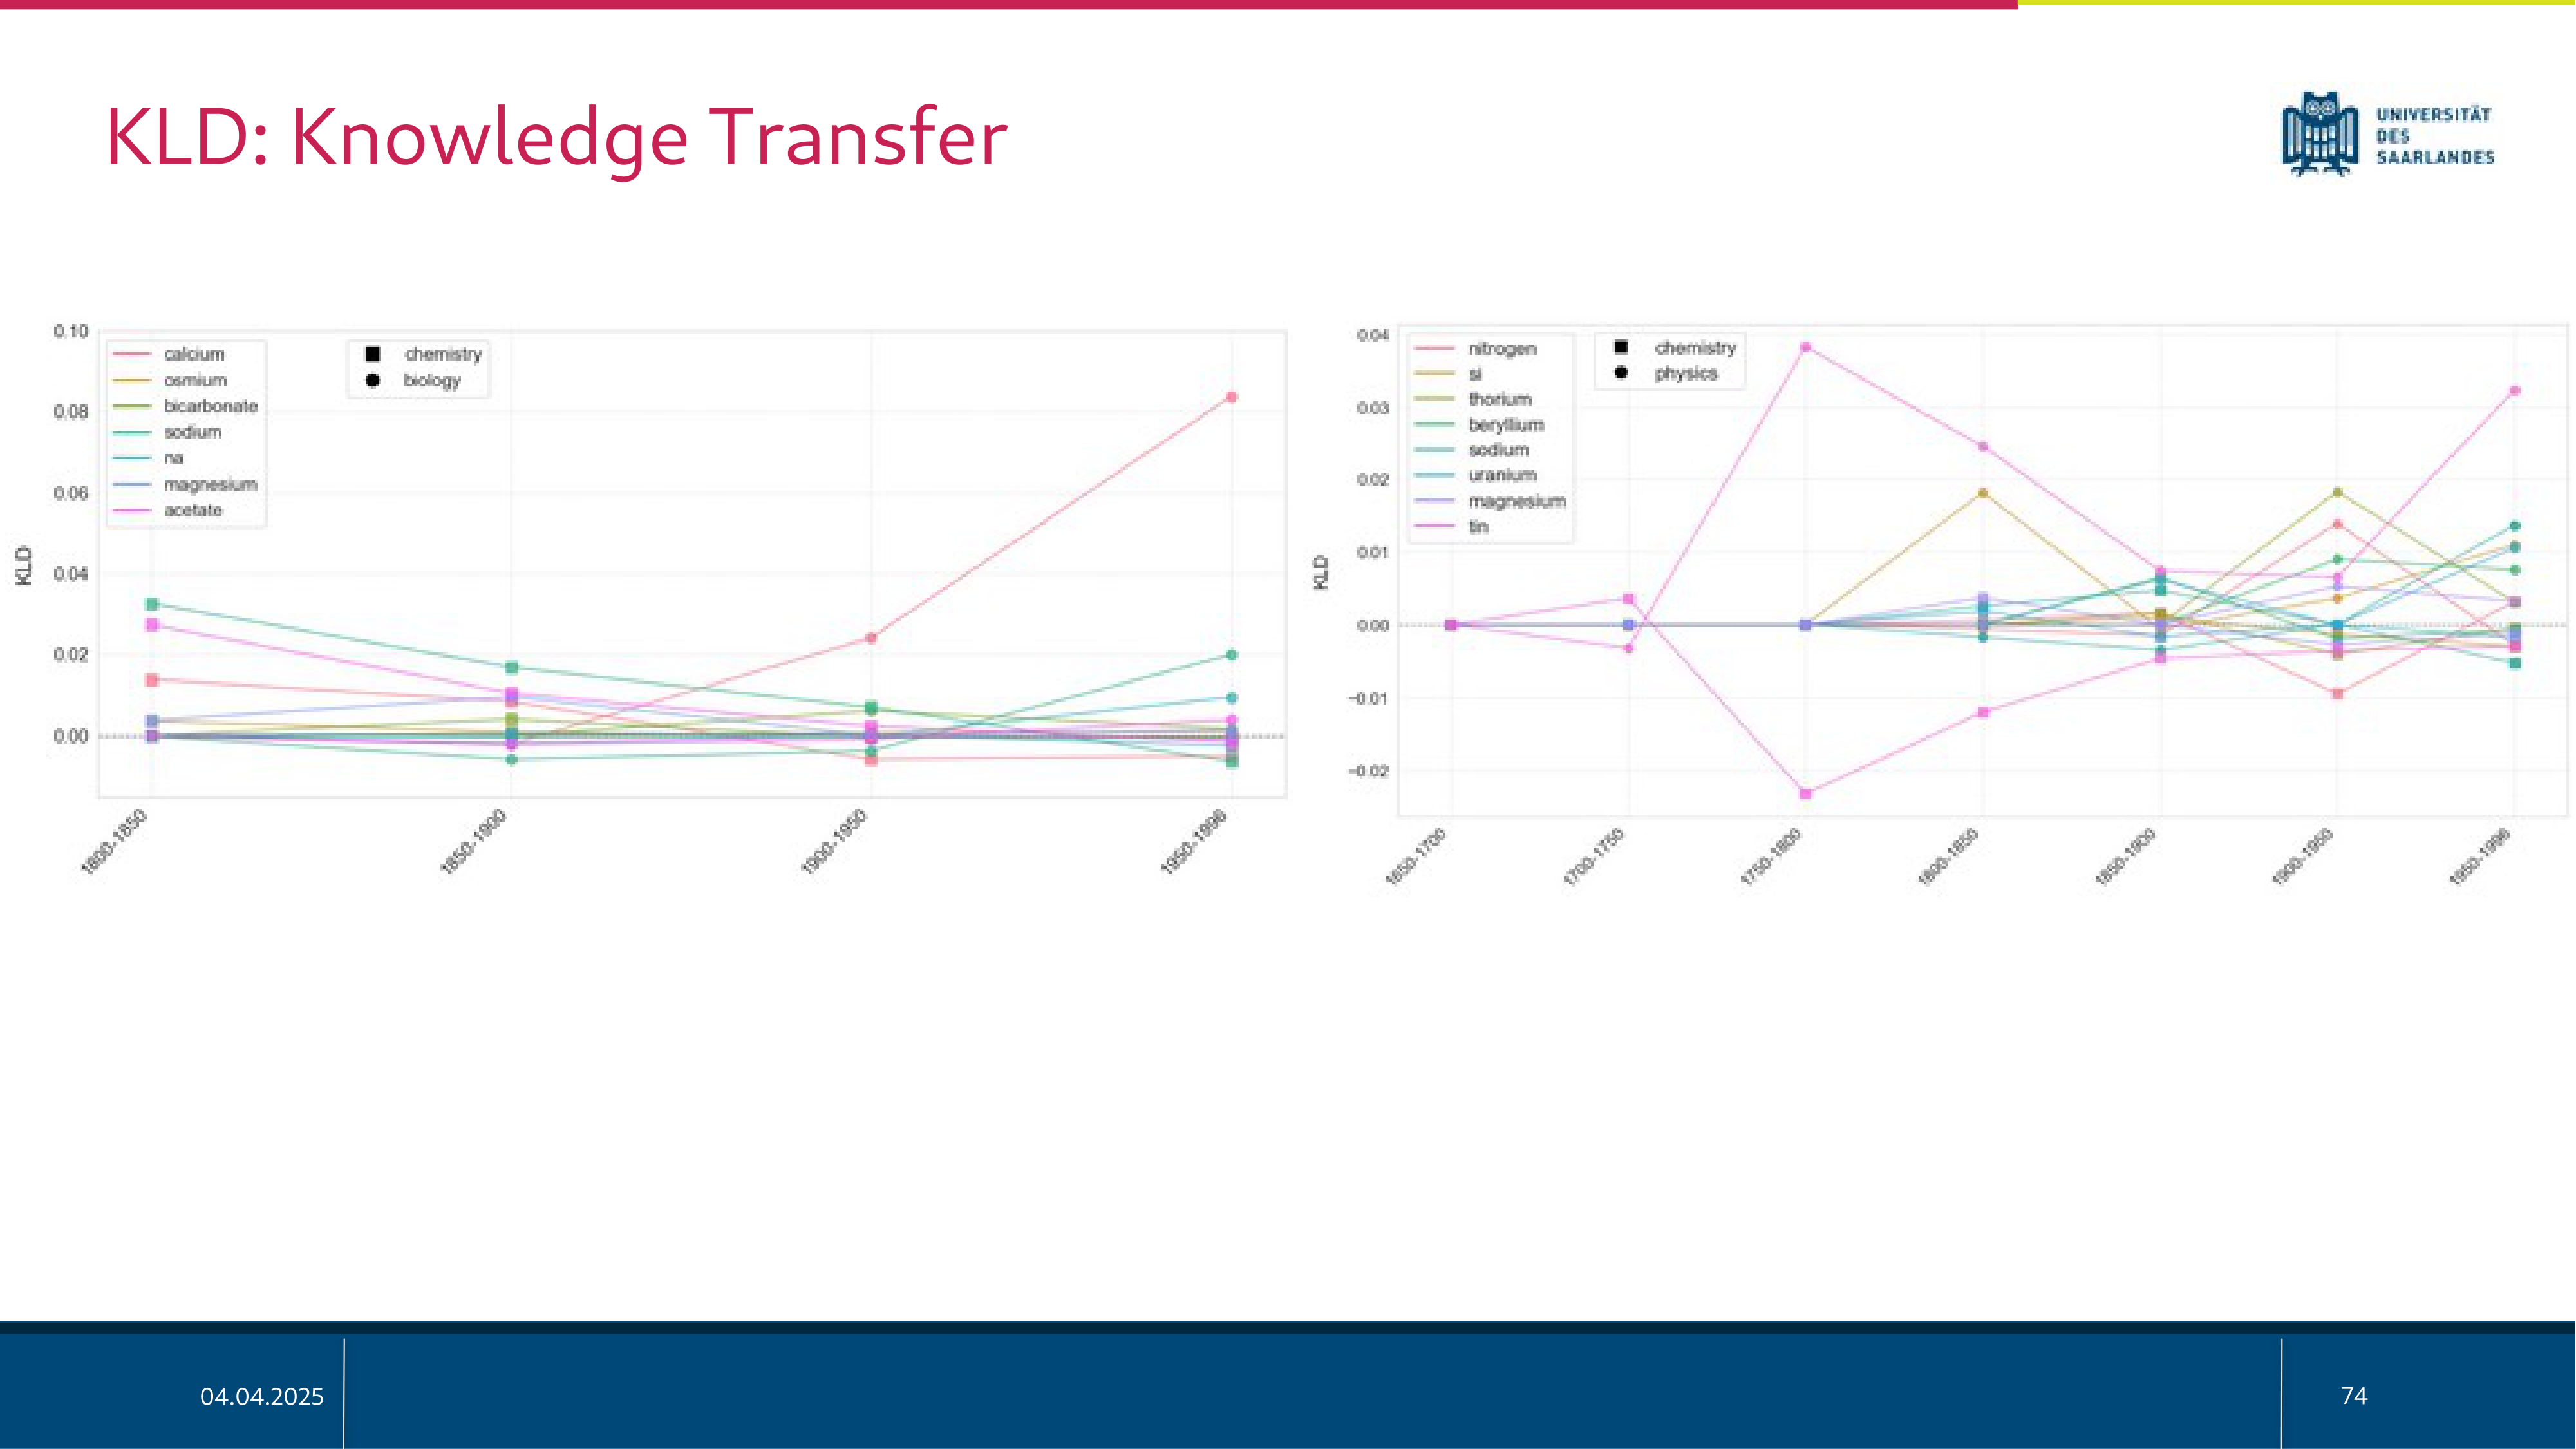 KLD: Knowledge Transfer
UNIVERSITÄT
DES
SAARLANDES
0.10
0.08
0.06
0.04
0.02
0.00
KLD
calcium
osmium
bicarbonate
sodium
na
magnesium
acetate
chemistry
biology
1800-1850
1850-1900
1900-1950
1950-1996
0.04
0.03
0.02
0.01
0.00
−0.01
−0.02
KLD
nitrogen
si
thorium
beryllium
sodium
uranium
magnesium
tin
chemistry
physics
1650-1700
1700-1750
1750-1800
1800-1850
1850-1900
1900-1950
1950-1996
04.04.2025
74